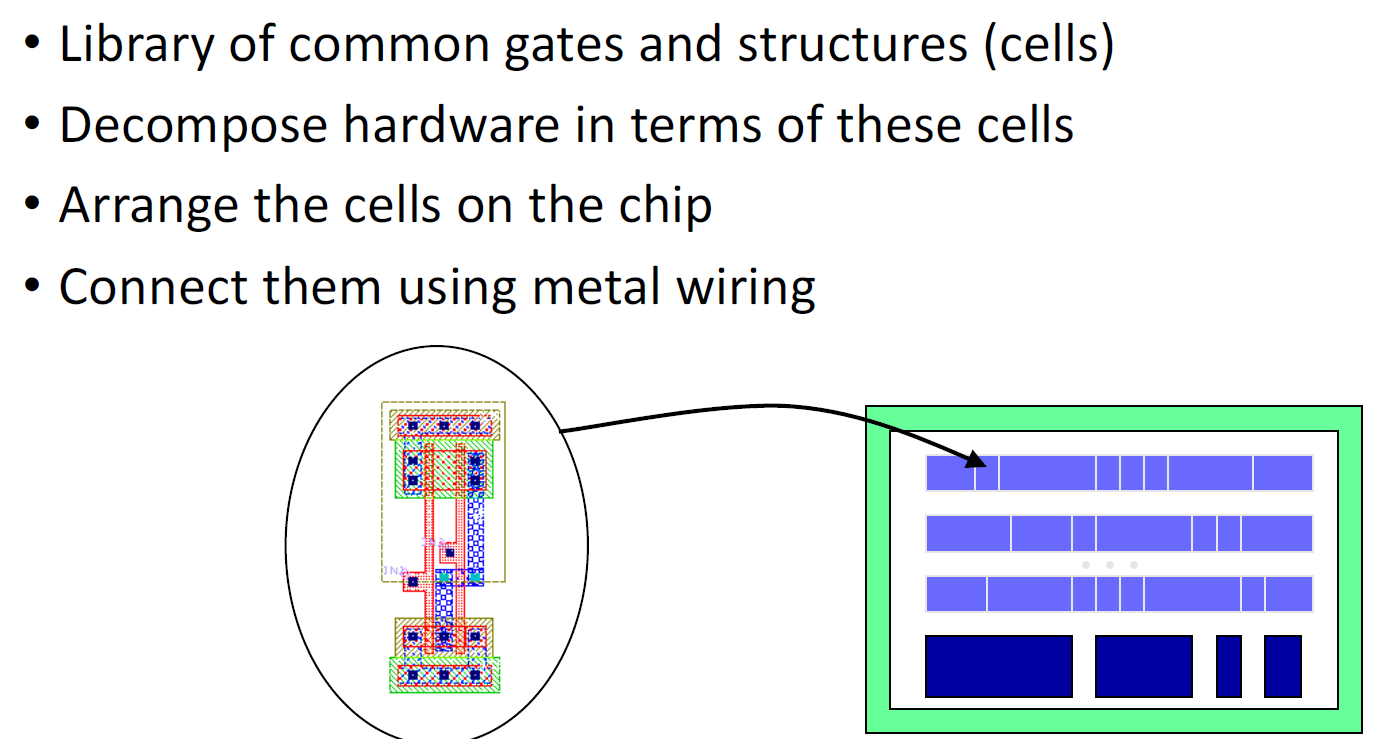 • Library of common gates and structures (cells)
• Decompose hardware in terms of these cells
• Arrange the cells on the chip
• Connect them using metal wiring